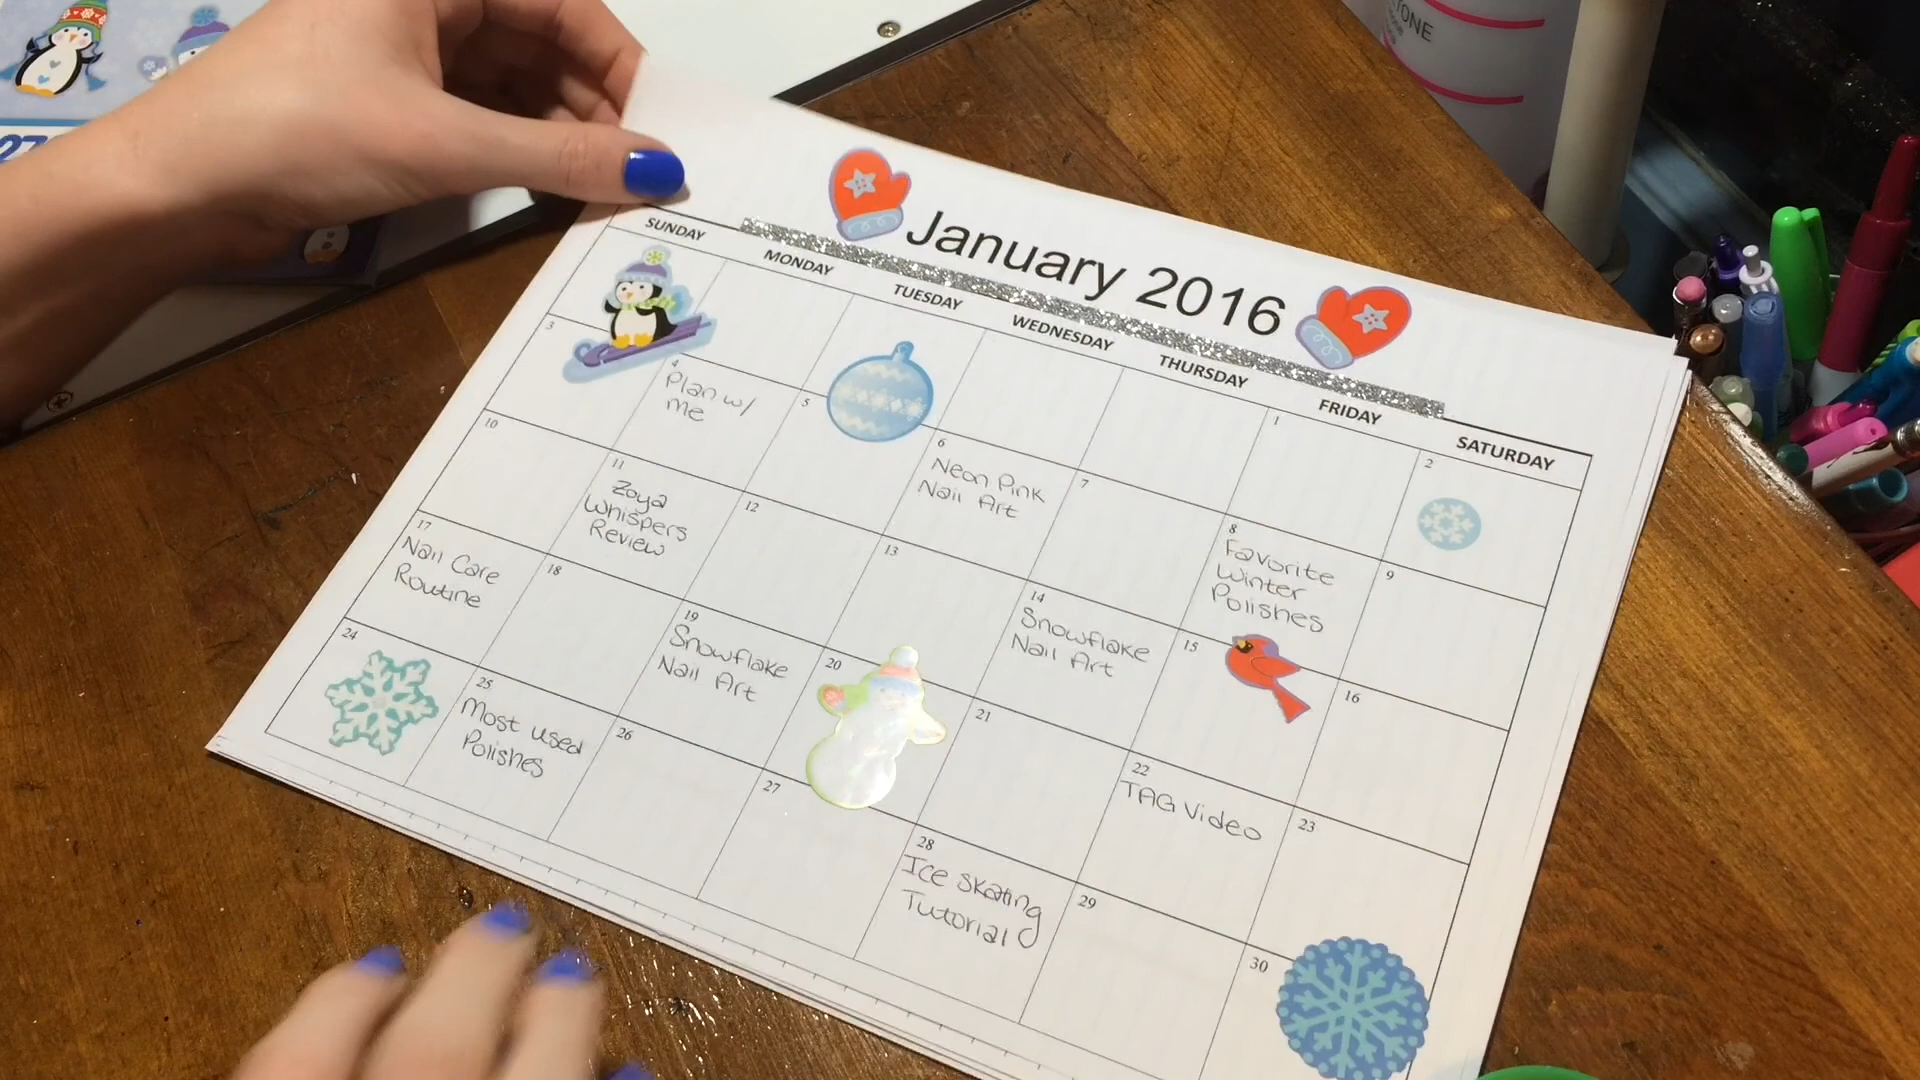 January 2016
SUNDAY MONDAY TUESDAY WEDNESDAY THURSDAY FRIDAY SATURDAY
1 2
3 4 5 6 7 8 9
Plan w/
me
Neon Pink
Nail Art
Favorite
Winter
Polishes
10 11 12 13 14 15 16
Zoya
Whispers
Review
Snowflake
Nail Art
17 18 19 20 21 22 23
Nail Care
Routine
Snowflake
Nail Art
TAG Video
24 25 26 27 28 29 30
Most used
Polishes
Ice skating
Tutorial
27
TONE